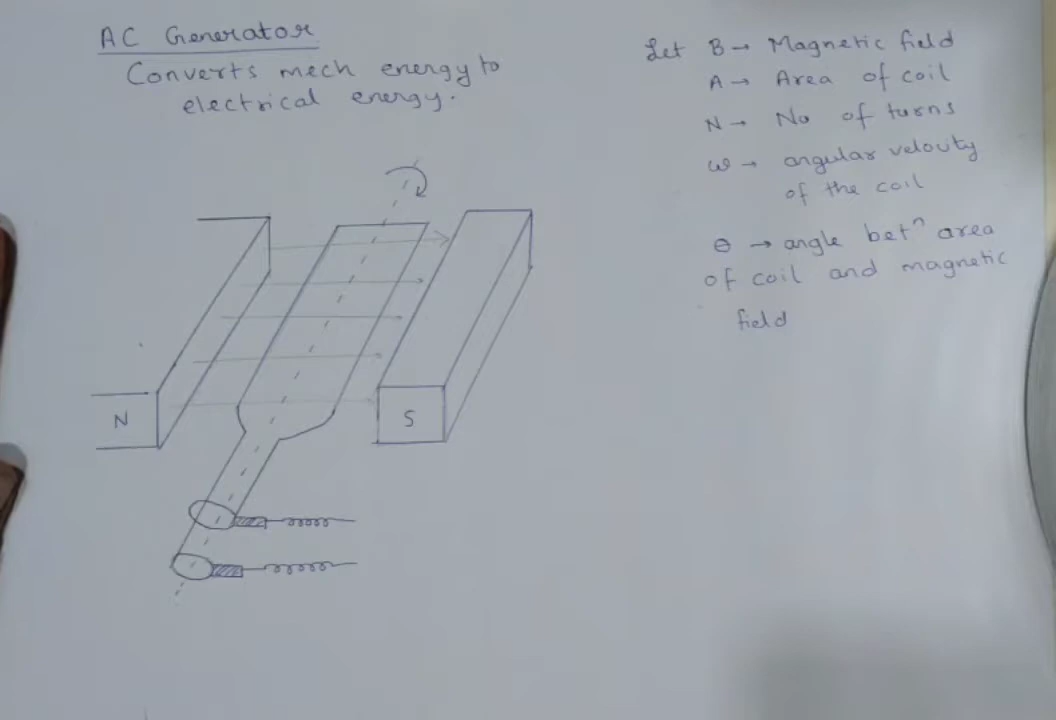 AC Generator
Converts mech energy to
electrical energy.
N
S
Let B → Magnetic field
A → Area of coil
N → No of turns
ω → angular velouity
of the coil
θ → angle betⁿ area
of coil and magnetic
field